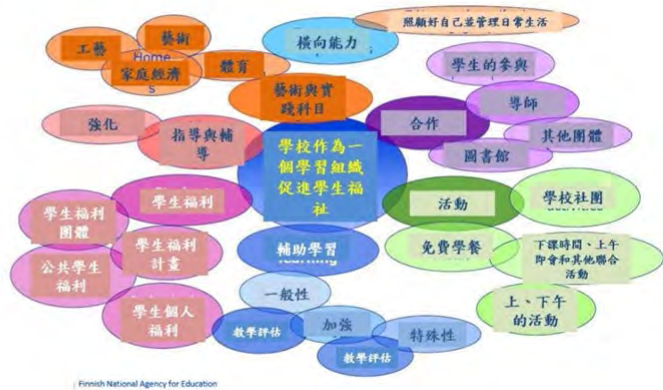 照顧好自己並管理日常生活
藝術
橫向能力
工藝
Home
家庭經濟
s
體育
學生的參與
藝術與實
踐科目
導師
強化
指導與輔
導
合作
其他團體
學校作為一
個學習組織
促進學生福
祉
圖書館
學生福利
活動
學校社團
學生福利
團體
學生福利
計畫
輔助學習
免費學餐
下課時間、上午
即會和其他聯合
活動
公共學生
福利
一般性
學生個人
福利
教學評估
加強
特殊性
上、下午
的活動
教學評估
Finnish National Agency for Education